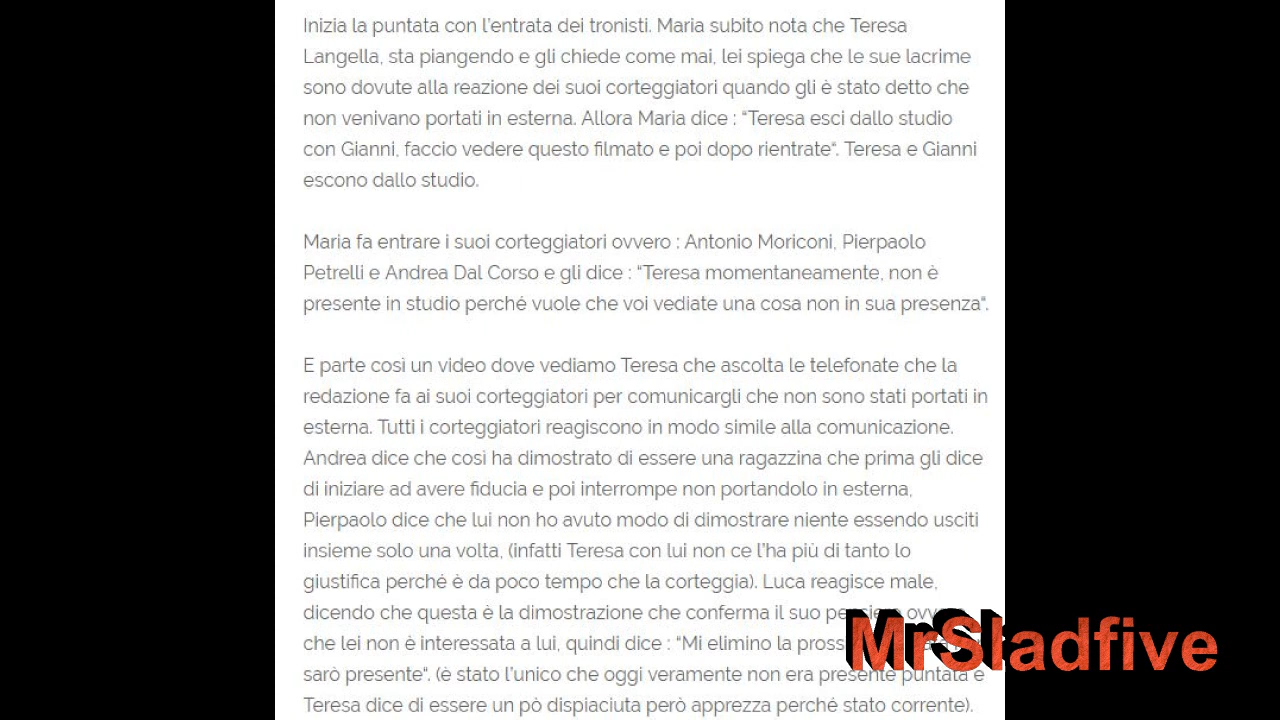 Inizia la puntata con l'entrata dei tronisti. Maria subito nota che Teresa
Langella, sta piangendo e gli chiede come mai, lei spiega che le sue lacrime
sono dovute alla reazione dei suoi corteggiatori quando gli è stato detto che
non venivano portati in esterna. Allora Maria dice : “Teresa esci dallo studio
con Gianni, faccio vedere questo filmato e poi dopo rientrate“. Teresa e Gianni
escono dallo studio.
Maria fa entrare i suoi corteggiatori ovvero : Antonio Moriconi, Pierpaolo
Petrelli e Andrea Dal Corso e gli dice : “Teresa momentaneamente, non è
presente in studio perché vuole che voi vediate una cosa non in sua presenza“.
E parte così un video dove vediamo Teresa che ascolta le telefonate che la
redazione fa ai suoi corteggiatori per comunicargli che non sono stati portati in
esterna. Tutti i corteggiatori reagiscono in modo simile alla comunicazione.
Andrea dice che così ha dimostrato di essere una ragazzina che prima gli dice
di iniziare ad avere fiducia e poi interrompe non portandolo in esterna,
Pierpaolo dice che lui non ho avuto modo di dimostrare niente essendo usciti
insieme solo una volta, (infatti Teresa con lui non ce l'ha più di tanto lo
giustifica perché è da poco tempo che la corteggia). Luca reagisce male,
dicendo che questa è la dimostrazione che conferma il suo pensiero ovvero
che lei non è interessata a lui, quindi dice : “Mi elimino la pross
sarò presente“. (è stato l'unico che oggi veramente non era presente puntata e
Teresa dice di essere un pò dispiaciuta però apprezza perché stato corrente).
MrSladfive